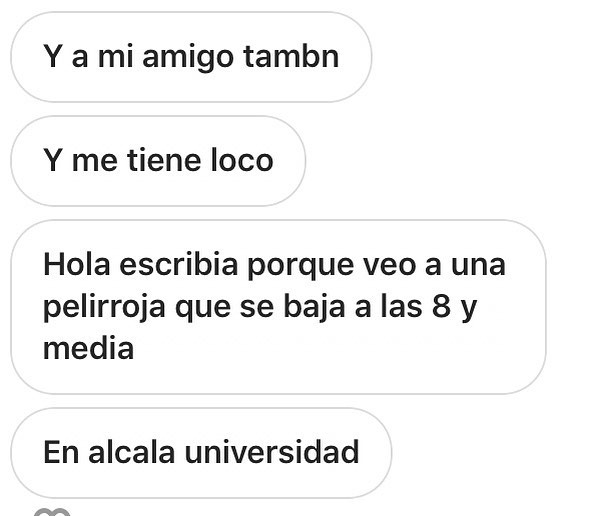 Y a mi amigo tambn
Y me tiene loco
Hola escribia porque veo a una
pelirroja que se baja a las 8 y
media
En alcala universidad